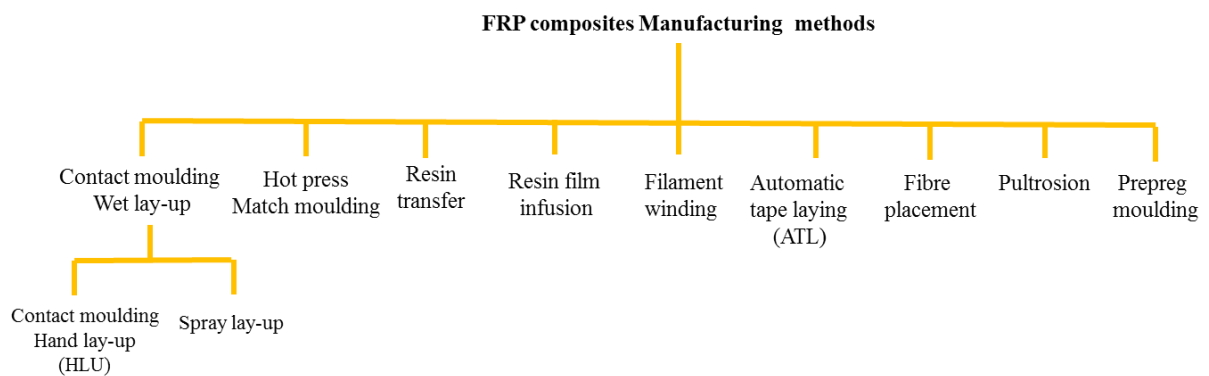 FRP composites Manufacturing methods
Contact moulding
Wet lay-up
Hot press
Match moulding
Resin
transfer
Resin film
infusion
Filament
winding
Automatic
tape laying
(ATL)
Fibre
placement
Pultrosion
Prepreg
moulding
Contact moulding
Hand lay-up
(HLU)
Spray lay-up